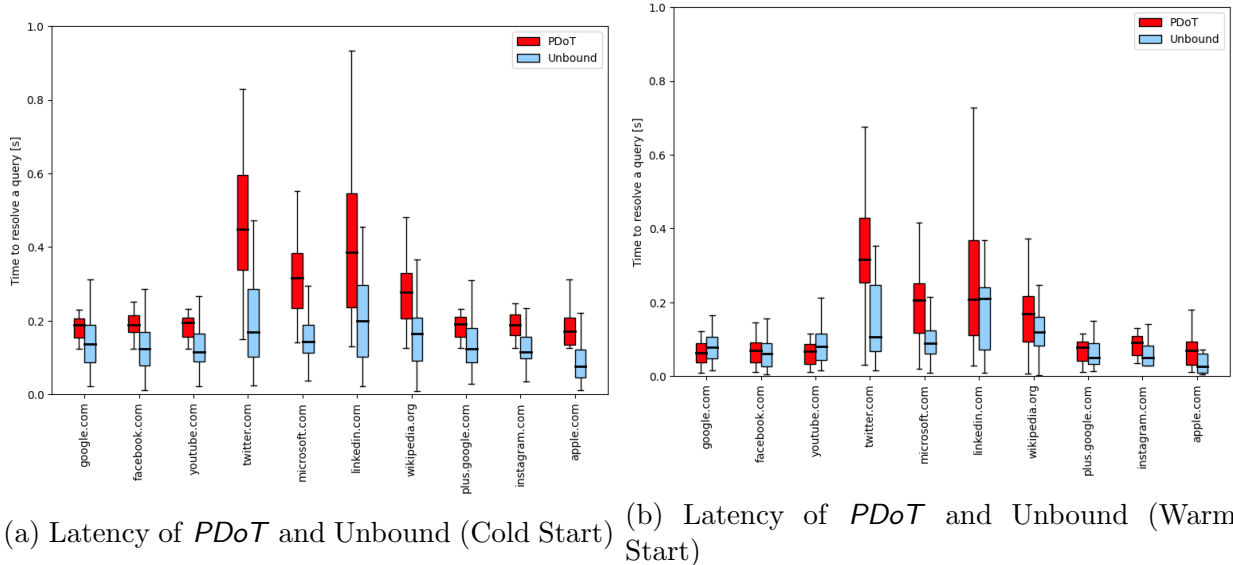 1.0
0.8
0.6
0.4
0.2
0.0
Time to resolve a query [s]
PDoT
Unbound
google.com
facebook.com
youtube.com
twitter.com
microsoft.com
linkedin.com
wikipedia.org
plus.google.com
instagram.com
apple.com
(a) Latency of PDoT and Unbound (Cold Start)
1.0
0.8
0.6
0.4
0.2
0.0
Time to resolve a query [s]
PDoT
Unbound
google.com
facebook.com
youtube.com
twitter.com
microsoft.com
linkedin.com
wikipedia.org
plus.google.com
instagram.com
apple.com
(b) Latency of PDoT and Unbound (Warm
Start)